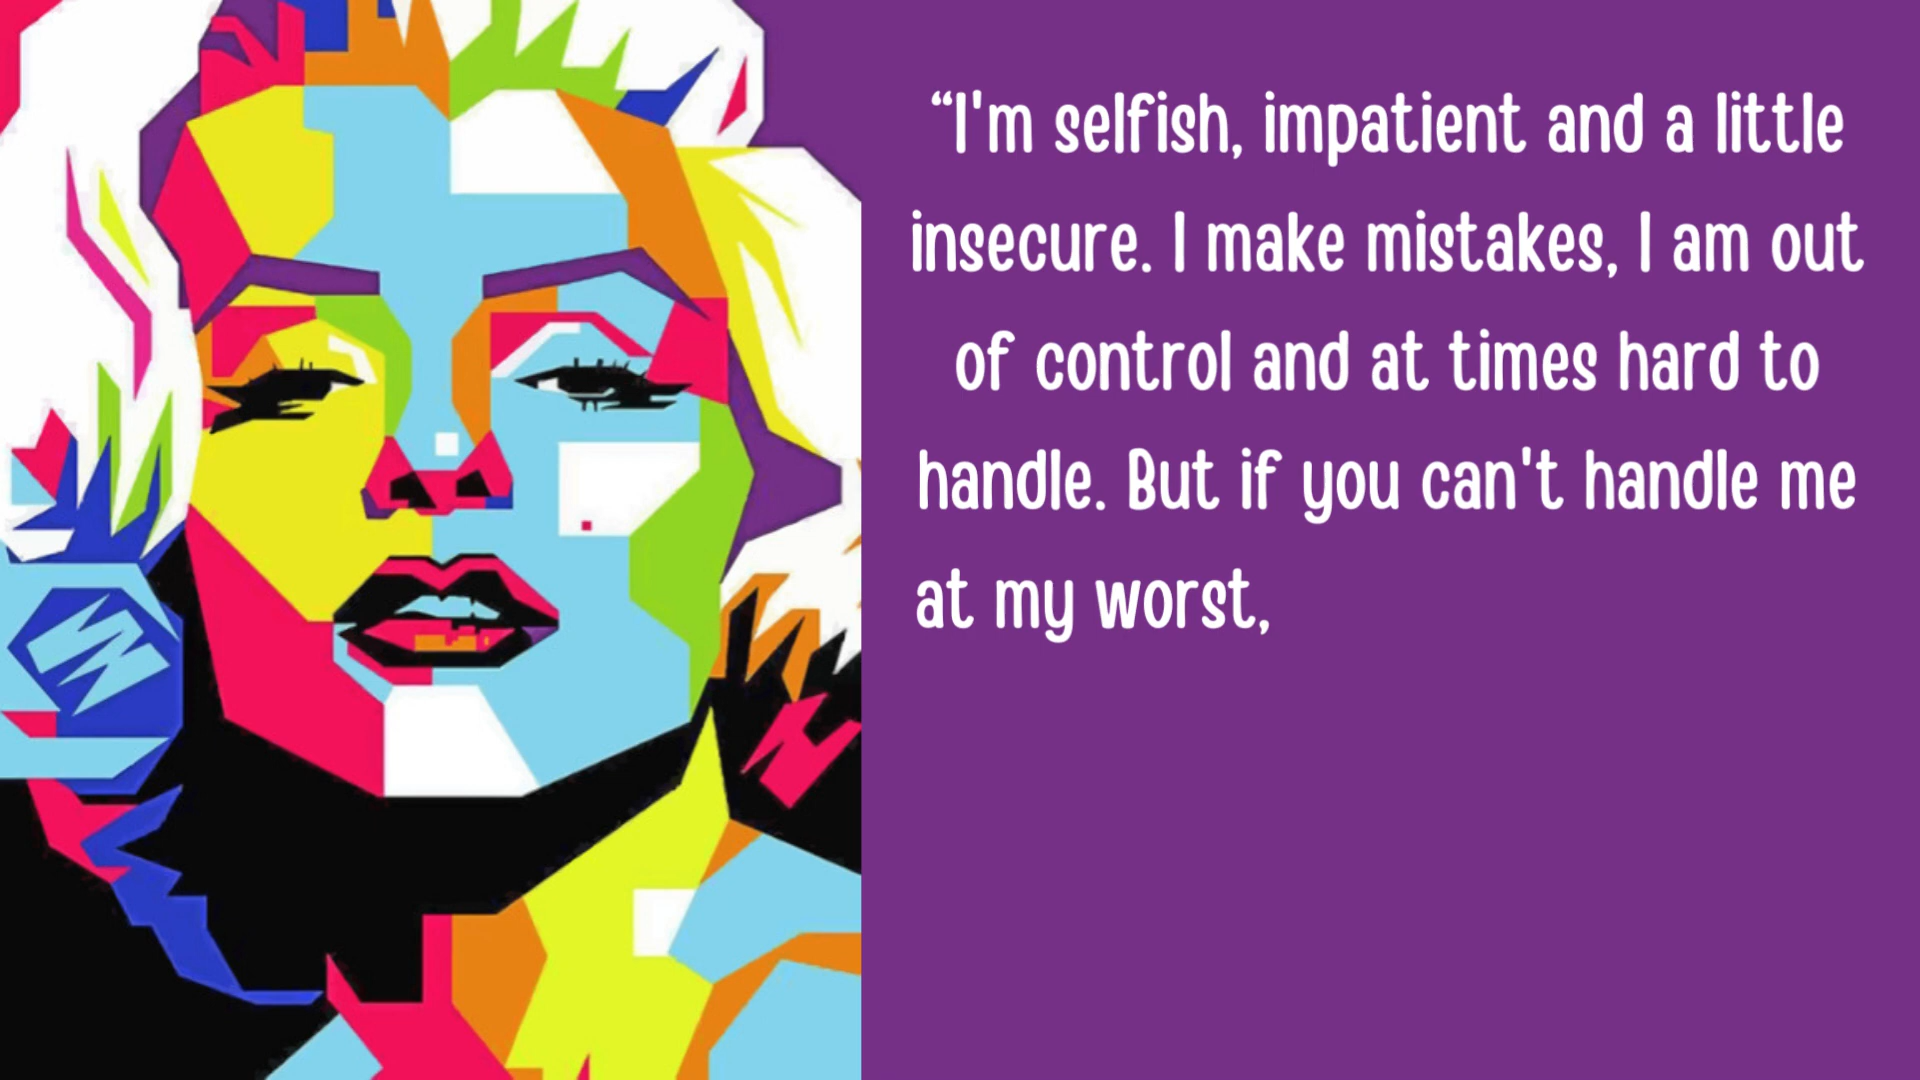 “I'm selfish, impatient and a little
insecure. I make mistakes, I am out
of control and at times hard to
handle. But if you can't handle me
at my worst,